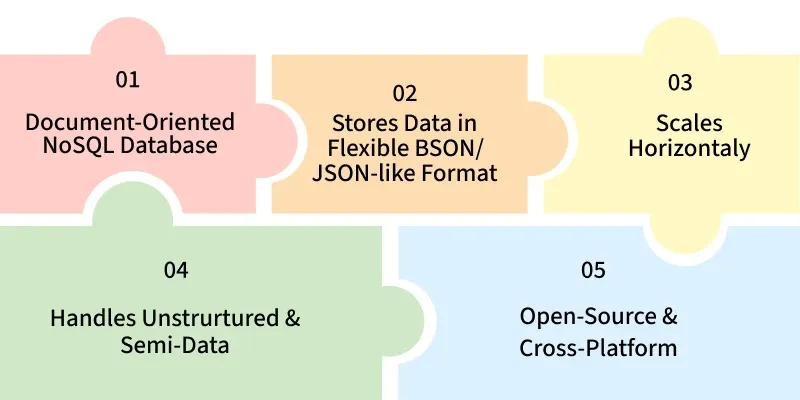 01
Document-Oriented
NoSQL Database
02
Stores Data in
Flexible BSON/
JSON-like Format
03
Scales
Horizontaly
04
Handles Unstrurtured &
Semi-Data
05
Open-Source &
Cross-Platform